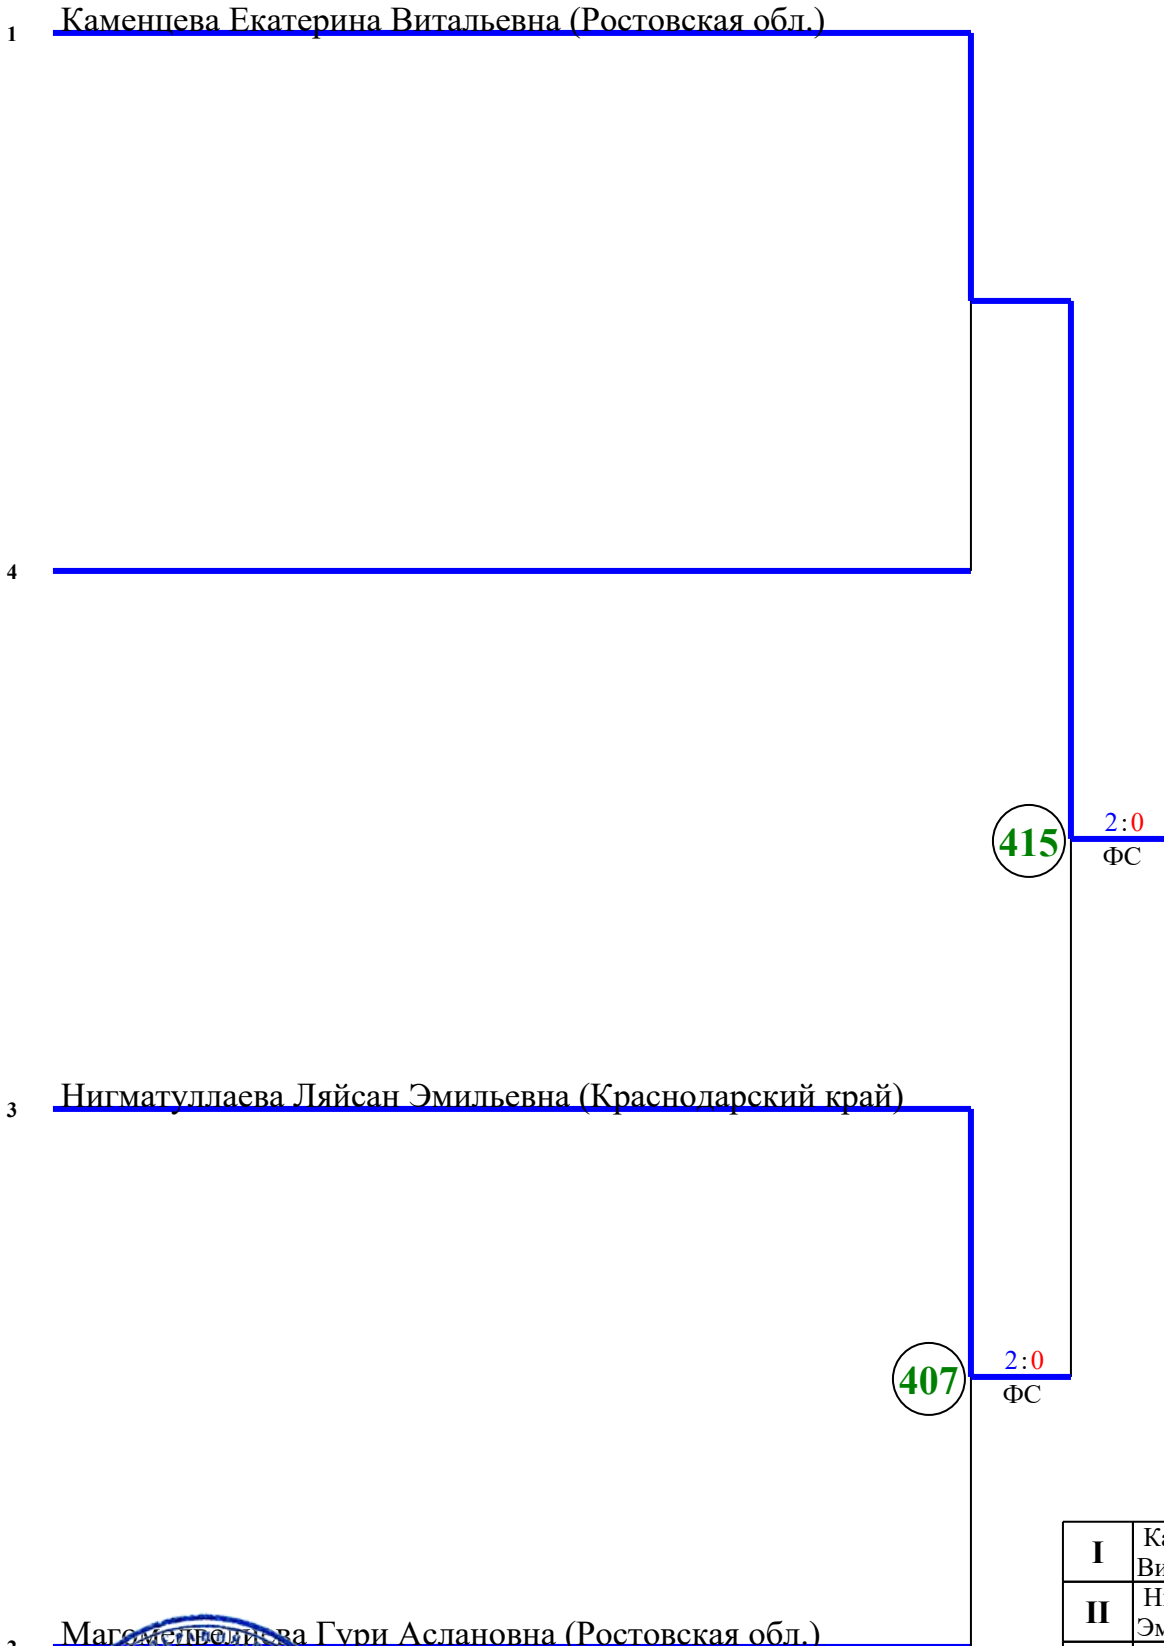 1 Каменцева Екатерина Витальевна (Ростовская обл.)
4
415 2:0
ФС
3 Нигматуллаева Ляйсан Эмильевна (Краснодарский край)
407 2:0
ФС
I
II
Гури Аслановна (Ростовская обл.)